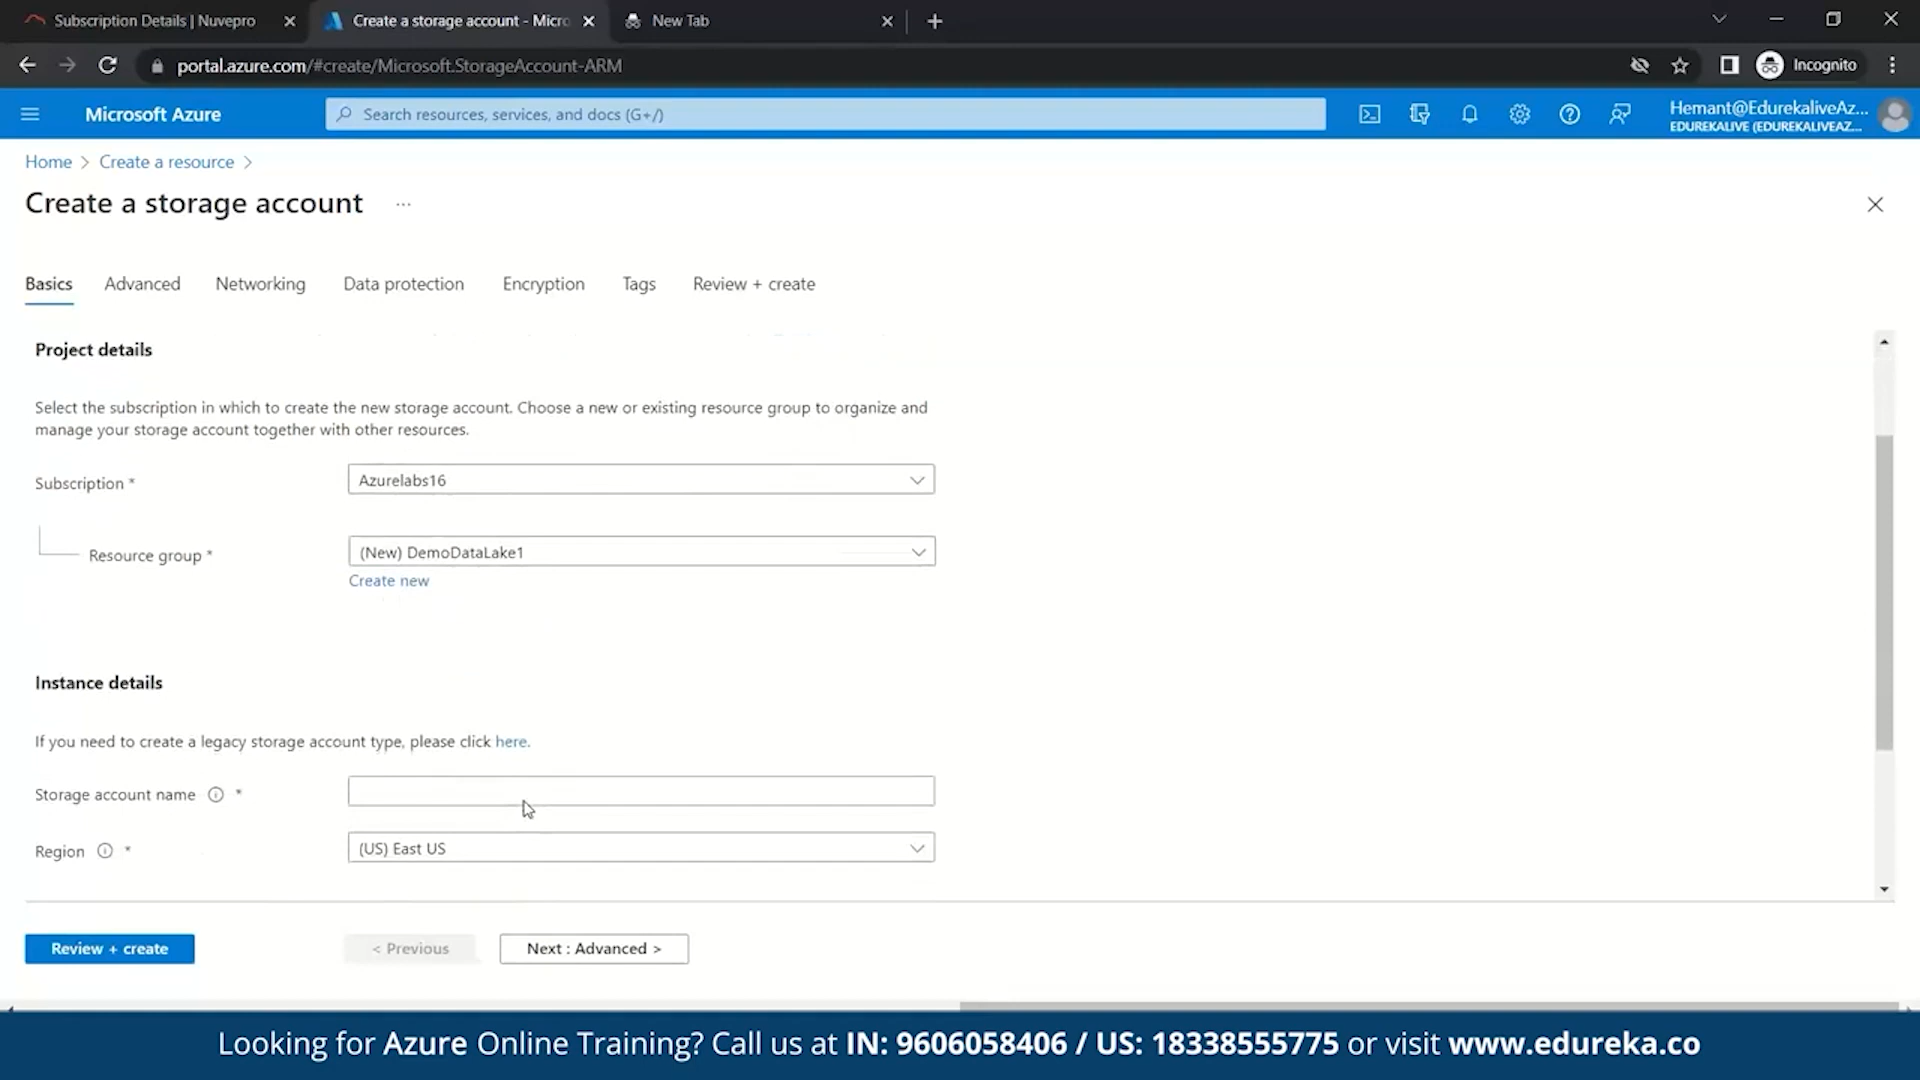 Subscription Details | Nuvepro
Create a storage account - Micro
New Tab
portal.azure.com/#create/Microsoft.StorageAccount-ARM
Incognito
Microsoft Azure
Search resources, services, and docs (G+/)
Hemant@EdurekaliveAz...
EDUREKALIVE (EDUREKALIVEAZ...
Home > Create a resource >
Create a storage account ...
Basics Advanced Networking Data protection Encryption Tags Review + create
Project details
Select the subscription in which to create the new storage account. Choose a new or existing resource group to organize and
manage your storage account together with other resources.
Subscription * Azurelabs16
Resource group * (New) DemoDataLake1
Create new
Instance details
If you need to create a legacy storage account type, please click here.
Storage account name *
Region * (US) East US
Review + create < Previous Next : Advanced >
Looking for Azure Online Training? Call us at IN: 9606058406 / US: 18338555775 or visit www.edureka.co